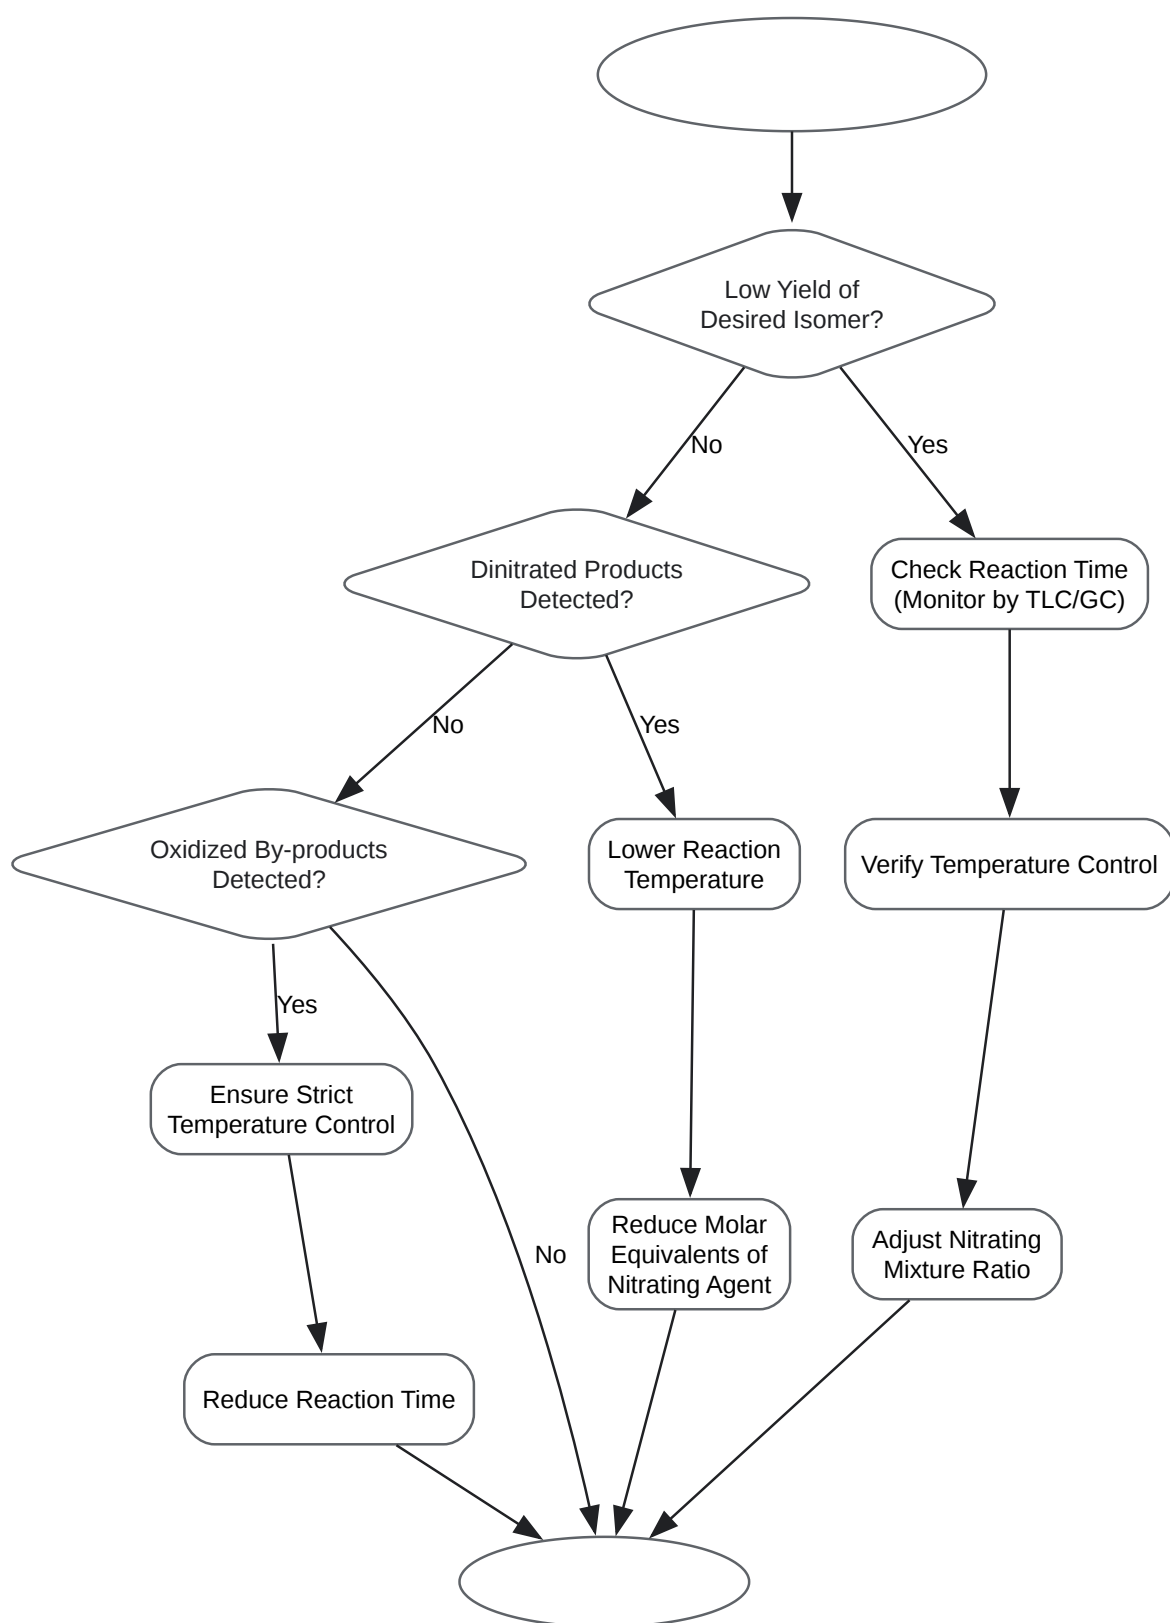 Low Yield of
Desired Isomer?
No
Yes
Dinitrated Products
Detected?
Check Reaction Time
(Monitor by TLC/GC)
No
Yes
Oxidized By-products
Detected?
Lower Reaction
Temperature
Verify Temperature Control
Yes
Ensure Strict
Temperature Control
No
Reduce Molar
Equivalents of
Nitrating Agent
Adjust Nitrating
Mixture Ratio
Reduce Reaction Time